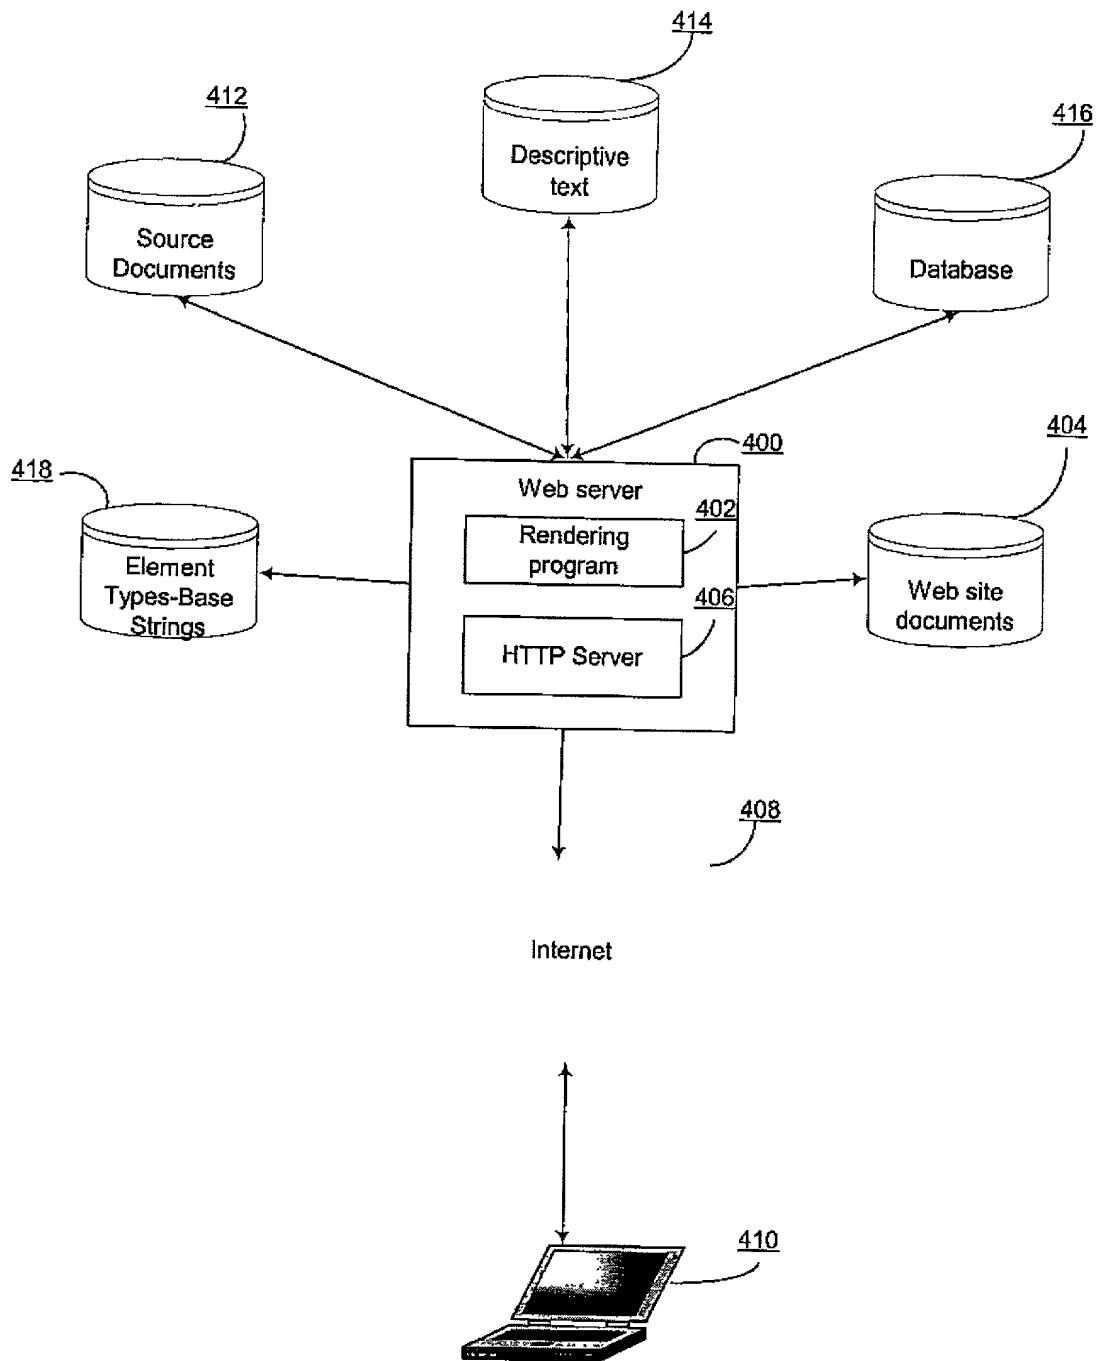 414
412
416
Descriptive
text
Source
Documents
Database
400
404
418
Web server
402
Rendering
program
Element
Types-Base
Strings
406
Web site
documents
HTTP Server
408
Internet
410